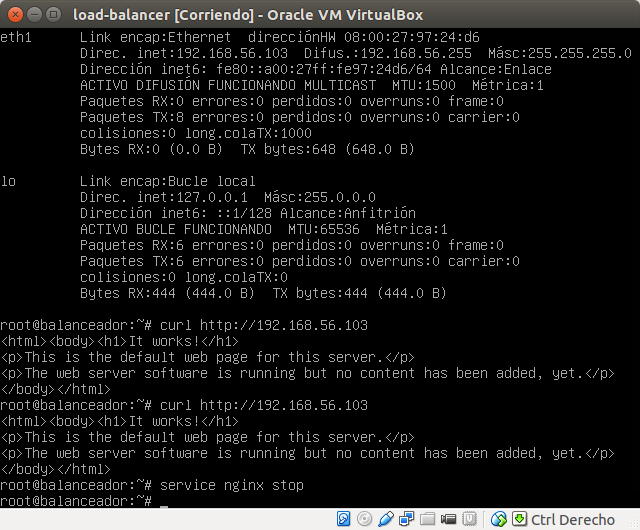 load-balancer [Corriendo] - Oracle VM VirtualBox
eth1 Link encap:Ethernet direcciónHW 08:00:27:97:24:d6
Direc. inet:192.168.56.103 Difus.:192.168.56.255 Másc:255.255.255.0
Dirección inet6: fe80::a00:27ff:fe97:24d6/64 Alcance:Enlace
ACTIVO DIFUSIÓN FUNCIONANDO MULTICAST MTU:1500 Métrica:1
Paquetes RX:0 errores:0 perdidos:0 overruns:0 frame:0
Paquetes TX:8 errores:0 perdidos:0 overruns:0 carrier:0
colisiones:0 long.colaTX:1000
Bytes RX:0 (0.0 B) TX bytes:648 (648.0 B)
lo Link encap:Bucle local
Direc. inet:127.0.0.1 Másc:255.0.0.0
Dirección inet6: ::1/128 Alcance:Anfitrión
ACTIVO BUCLE FUNCIONANDO MTU:65536 Métrica:1
Paquetes RX:6 errores:0 perdidos:0 overruns:0 frame:0
Paquetes TX:6 errores:0 perdidos:0 overruns:0 carrier:0
colisiones:0 long.colaTX:0
Bytes RX:444 (444.0 B) TX bytes:444 (444.0 B)
root@balanceador:~# curl http://192.168.56.103
<html><body><h1>It works!</h1>
<p>This is the default web page for this server.</p>
<p>The web server software is running but no content has been added, yet.</p>
</body></html>
root@balanceador:~# curl http://192.168.56.103
<html><body><h1>It works!</h1>
<p>This is the default web page for this server.</p>
<p>The web server software is running but no content has been added, yet.</p>
</body></html>
root@balanceador:~# service nginx stop
root@balanceador:~# _
Ctrl Derecho